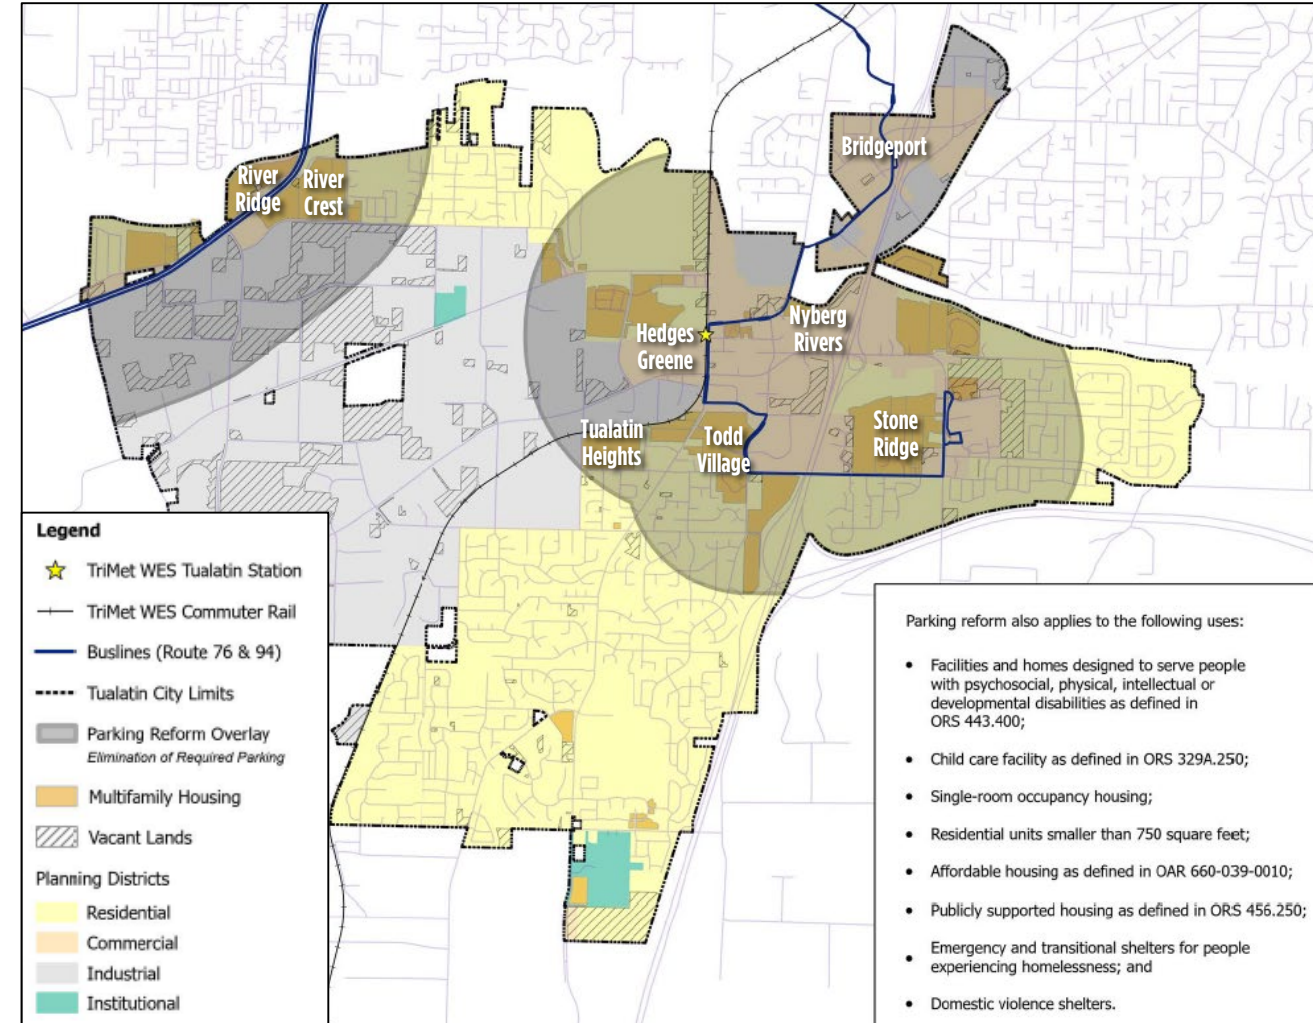 Bridgeport
River
Ridge
River
Crest
Nyberg
Rivers
Hedges
Greene
Tualatin
Heights
Todd
Village
Stone
Ridge
Legend
TriMet WES Tualatin Station
TriMet WES Commuter Rail
Buslines (Route 76 & 94)
Tualatin City Limits
Parking Reform Overlay
Elimination of Required Parking
Multifamily Housing
Vacant Lands
Planning Districts
Residential
Commercial
Industrial
Institutional
Parking reform also applies to the following uses:
• Facilities and homes designed to serve people
with psychosocial, physical, intellectual or
developmental disabilities as defined in
ORS 443.400;
• Child care facility as defined in ORS 329A.250;
• Single-room occupancy housing;
• Residential units smaller than 750 square feet;
• Affordable housing as defined in OAR 660-039-0010;
• Publicly supported housing as defined in ORS 456.250;
• Emergency and transitional shelters for people
experiencing homelessness; and
• Domestic violence shelters.